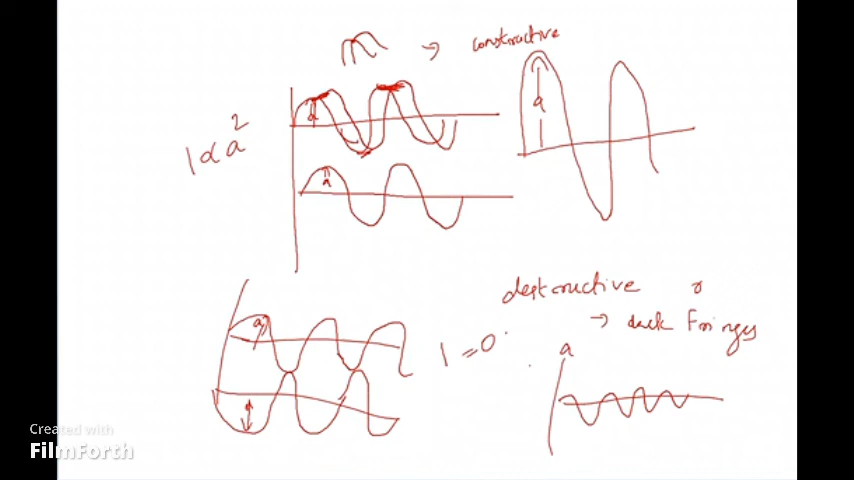 → constructive
a
I α a²
a
a
destructive
→ dark Fringes
a
I = 0
a
Created with
FilmForth